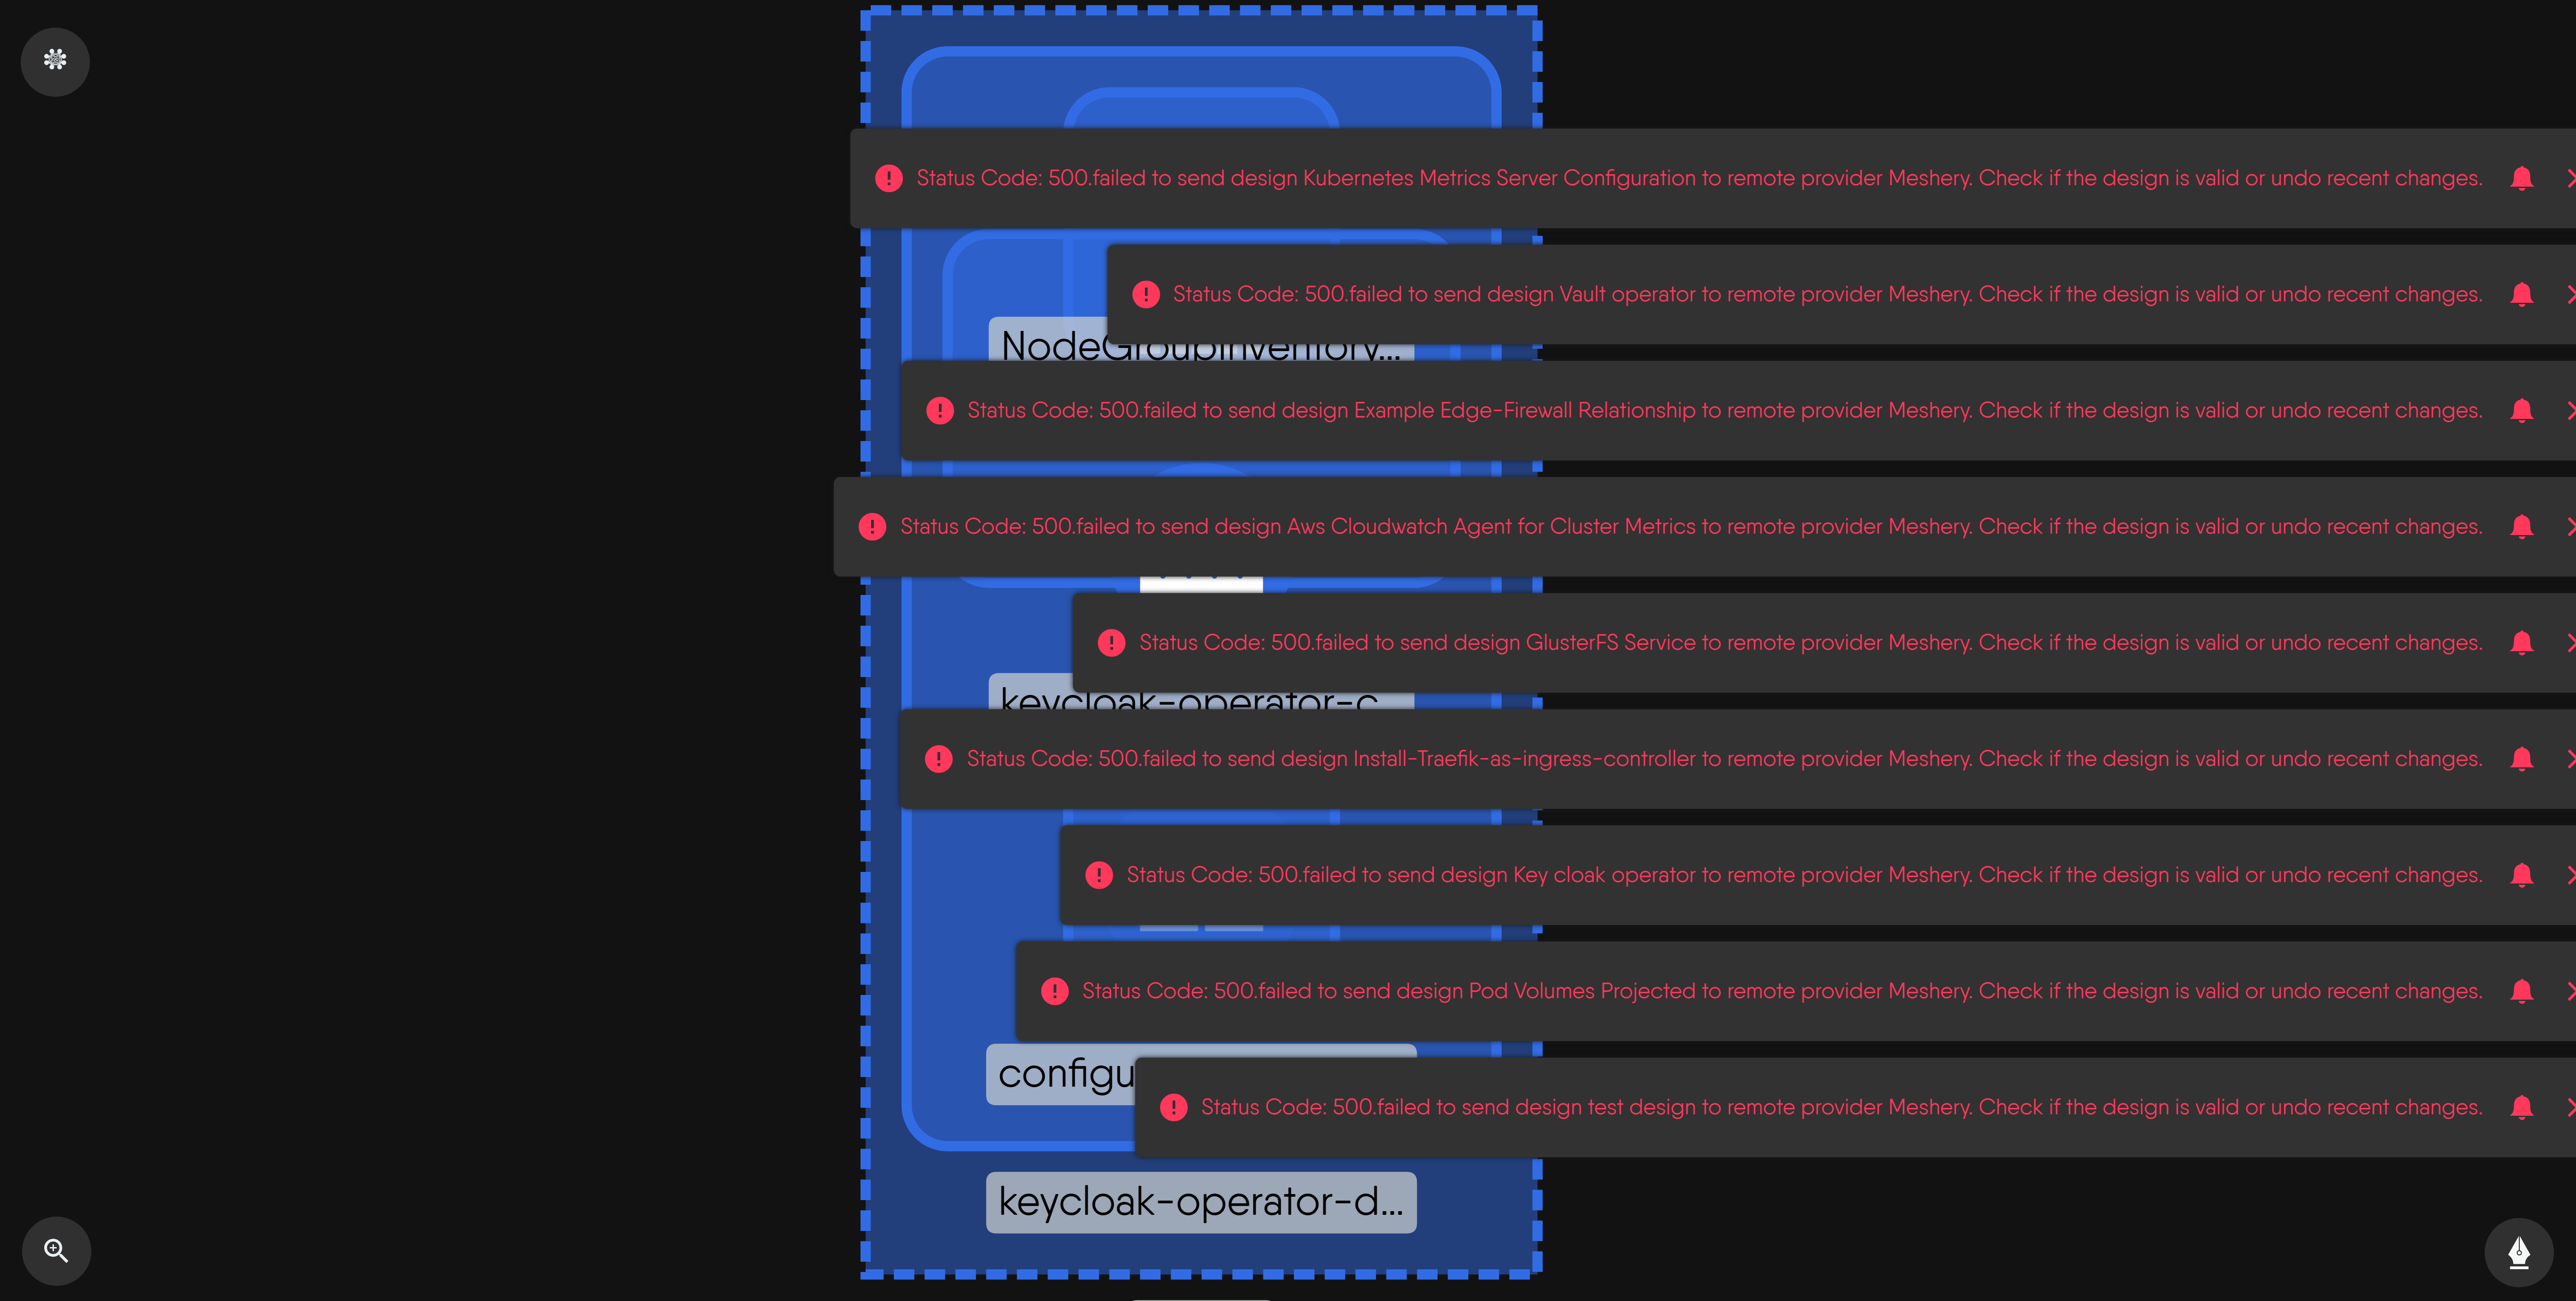 Status Code: 500.failed to send design Kubernetes Metrics Server Configuration to remote provider Meshery. Check if the design is valid or undo recent changes.
Status Code: 500.failed to send design Vault operator to remote provider Meshery. Check if the design is valid or undo recent changes.
NodeGroupInventory...
Status Code: 500.failed to send design Example Edge-Firewall Relationship to remote provider Meshery. Check if the design is valid or undo recent changes.
Status Code: 500.failed to send design Aws Cloudwatch Agent for Cluster Metrics to remote provider Meshery. Check if the design is valid or undo recent changes.
Status Code: 500.failed to send design GlusterFS Service to remote provider Meshery. Check if the design is valid or undo recent changes.
keycloak-operator-c
Status Code: 500.failed to send design Install-Traefik-as-ingress-controller to remote provider Meshery. Check if the design is valid or undo recent changes.
Status Code: 500.failed to send design Key cloak operator to remote provider Meshery. Check if the design is valid or undo recent changes.
Status Code: 500.failed to send design Pod Volumes Projected to remote provider Meshery. Check if the design is valid or undo recent changes.
configu
Status Code: 500.failed to send design test design to remote provider Meshery. Check if the design is valid or undo recent changes.
keycloak-operator-d...